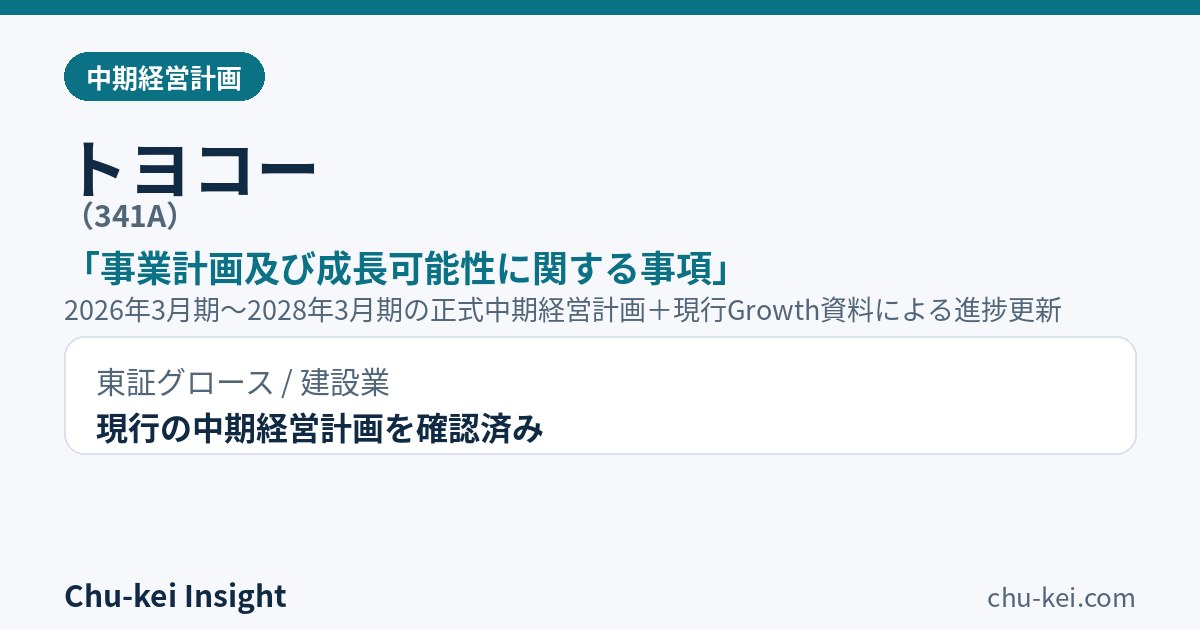 中期経営計画
トヨコー
（341A）
「事業計画及び成長可能性に関する事項」
2026年3月期～2028年3月期の正式中期経営計画＋現行Growth資料による進捗更新
東証グロース / 建設業
現行の中期経営計画を確認済み
Chu-kei Insight
chu-kei.com